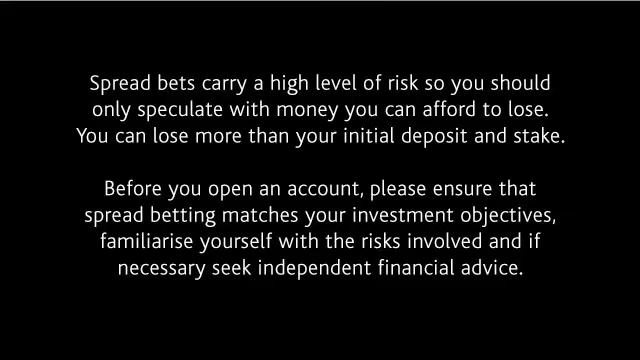 Spread bets carry a high level of risk so you should
only speculate with money you can afford to lose.
You can lose more than your initial deposit and stake.
Before you open an account, please ensure that
spread betting matches your investment objectives,
familiarise yourself with the risks involved and if
necessary seek independent financial advice.